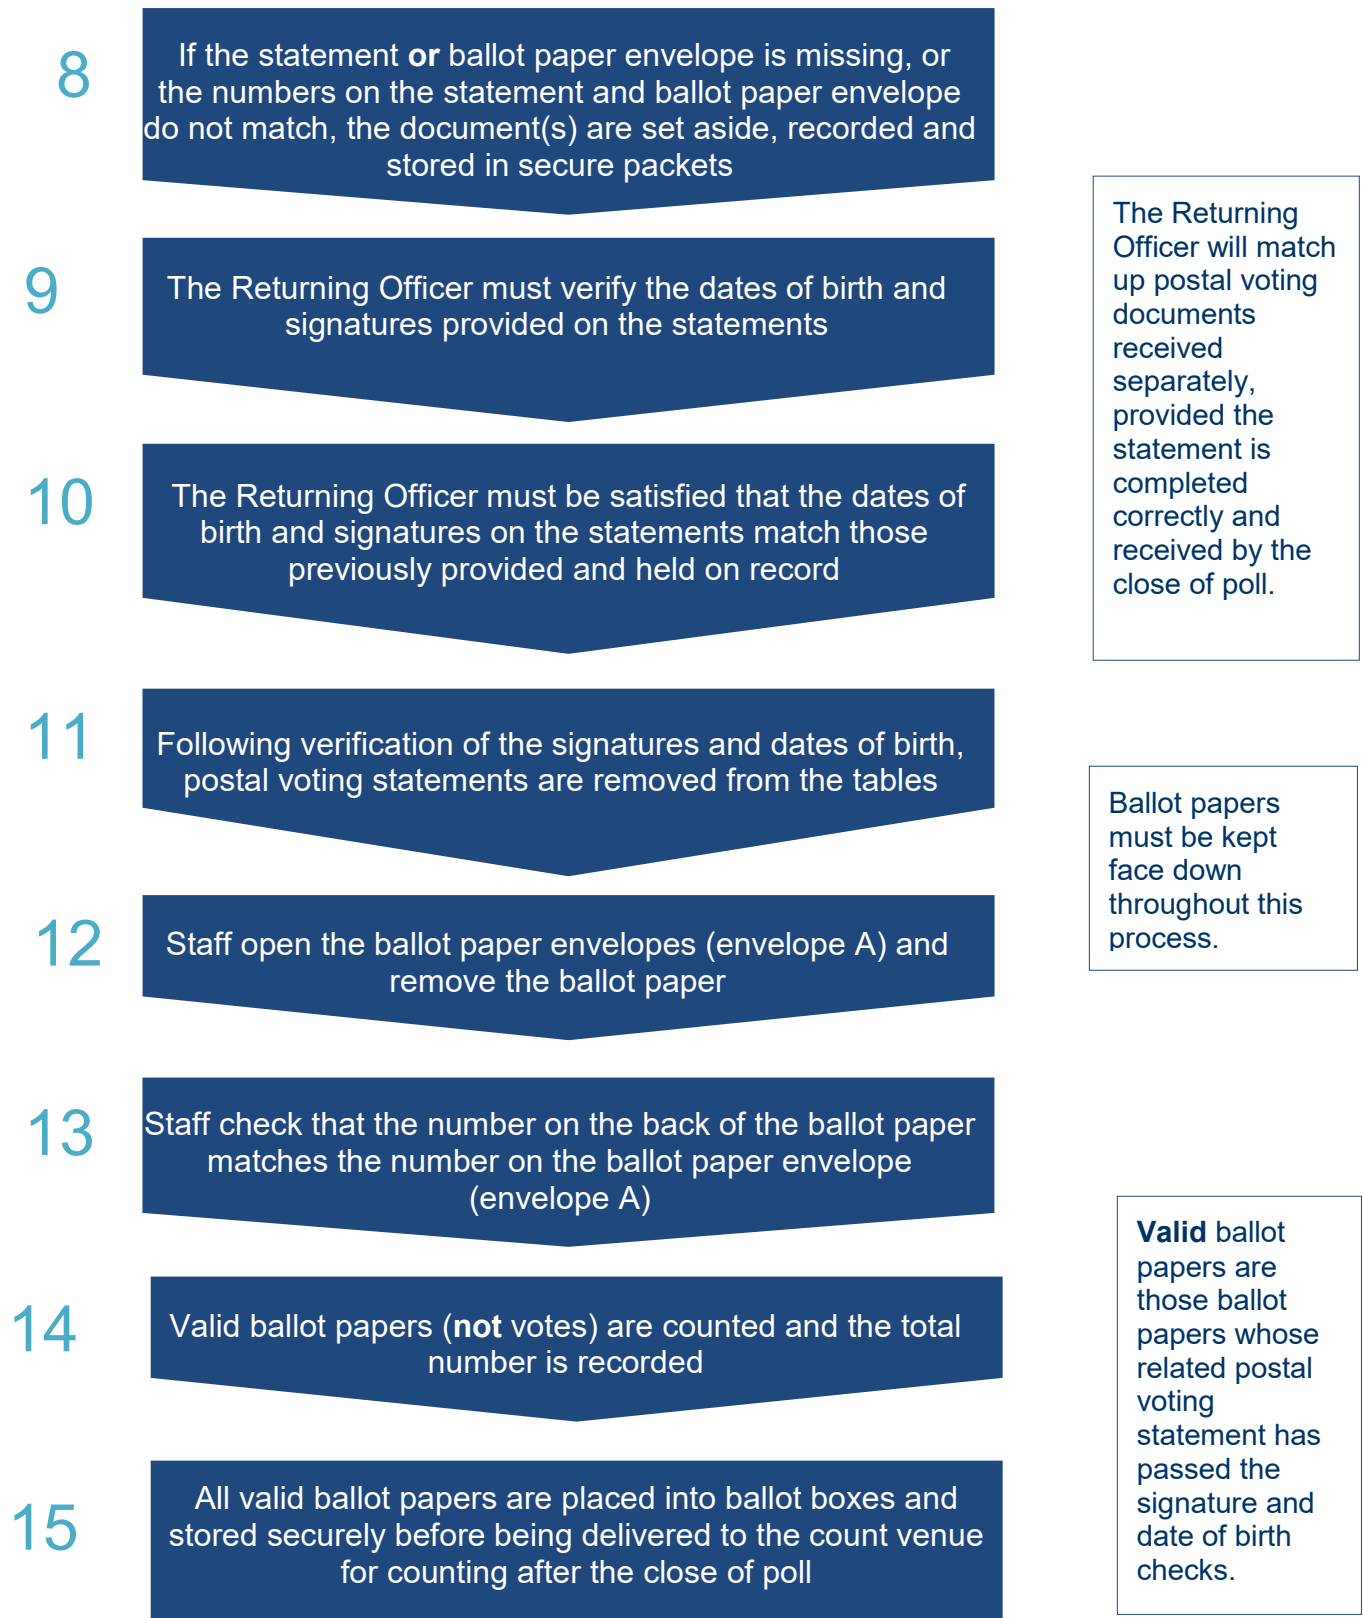 8
If the statement or ballot paper envelope is missing, or
the numbers on the statement and ballot paper envelope
do not match, the document(s) are set aside, recorded and
stored in secure packets
9
The Returning Officer must verify the dates of birth and
signatures provided on the statements
The Returning
Officer will match
up postal voting
documents
received
separately,
provided the
statement is
completed
correctly and
received by the
close of poll.
10
The Returning Officer must be satisfied that the dates of
birth and signatures on the statements match those
previously provided and held on record
11
Following verification of the signatures and dates of birth,
postal voting statements are removed from the tables
Ballot papers
must be kept
face down
throughout this
process.
12
Staff open the ballot paper envelopes (envelope A) and
remove the ballot paper
13
Staff check that the number on the back of the ballot paper
matches the number on the ballot paper envelope
(envelope A)
14
Valid ballot papers (not votes) are counted and the total
number is recorded
Valid ballot
papers are
those ballot
papers whose
related postal
voting
statement has
passed the
signature and
date of birth
checks.
15
All valid ballot papers are placed into ballot boxes and
stored securely before being delivered to the count venue
for counting after the close of poll